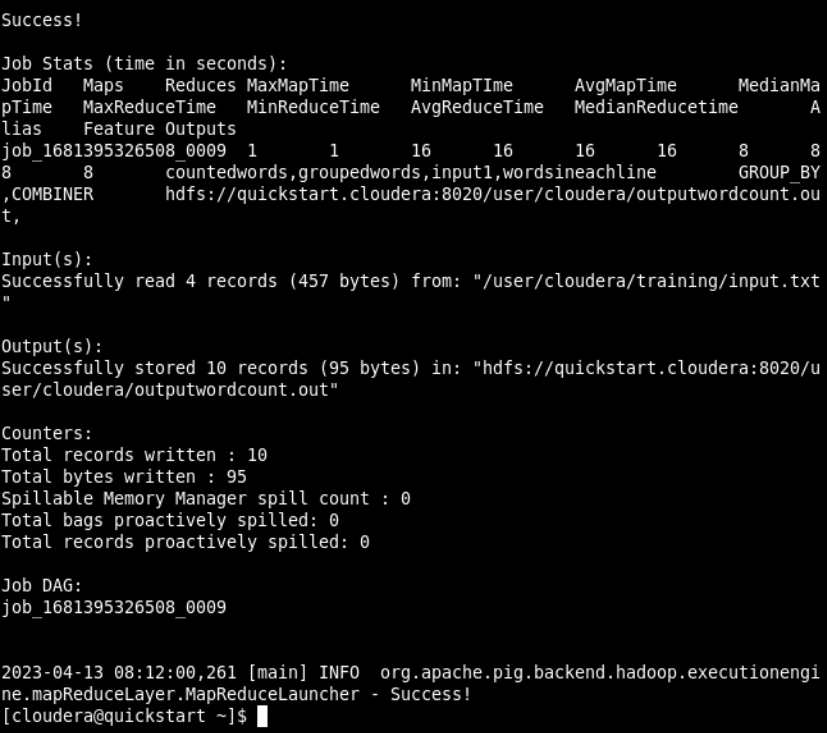 Success!
Job Stats (time in seconds):
JobId   Maps    Reduces MaxMapTime      MinMapTIme      AvgMapTime      MedianMa
pTime   MaxReduceTime   MinReduceTime   AvgReduceTime   MedianReducetime       A
lias    Feature Outputs
job_1681395326508_0009  1       1       16      16      16      16      8      8
8       8       countedwords,groupedwords,input1,wordsineachline        GROUP_BY
,COMBINER       hdfs://quickstart.cloudera:8020/user/cloudera/outputwordcount.ou
t,
Input(s):
Successfully read 4 records (457 bytes) from: "/user/cloudera/training/input.txt
"
Output(s):
Successfully stored 10 records (95 bytes) in: "hdfs://quickstart.cloudera:8020/u
ser/cloudera/outputwordcount.out"
Counters:
Total records written : 10
Total bytes written : 95
Spillable Memory Manager spill count : 0
Total bags proactively spilled: 0
Total records proactively spilled: 0
Job DAG:
job_1681395326508_0009
2023-04-13 08:12:00,261 [main] INFO  org.apache.pig.backend.hadoop.executionengi
ne.mapReduceLayer.MapReduceLauncher - Success!
[cloudera@quickstart ~]$